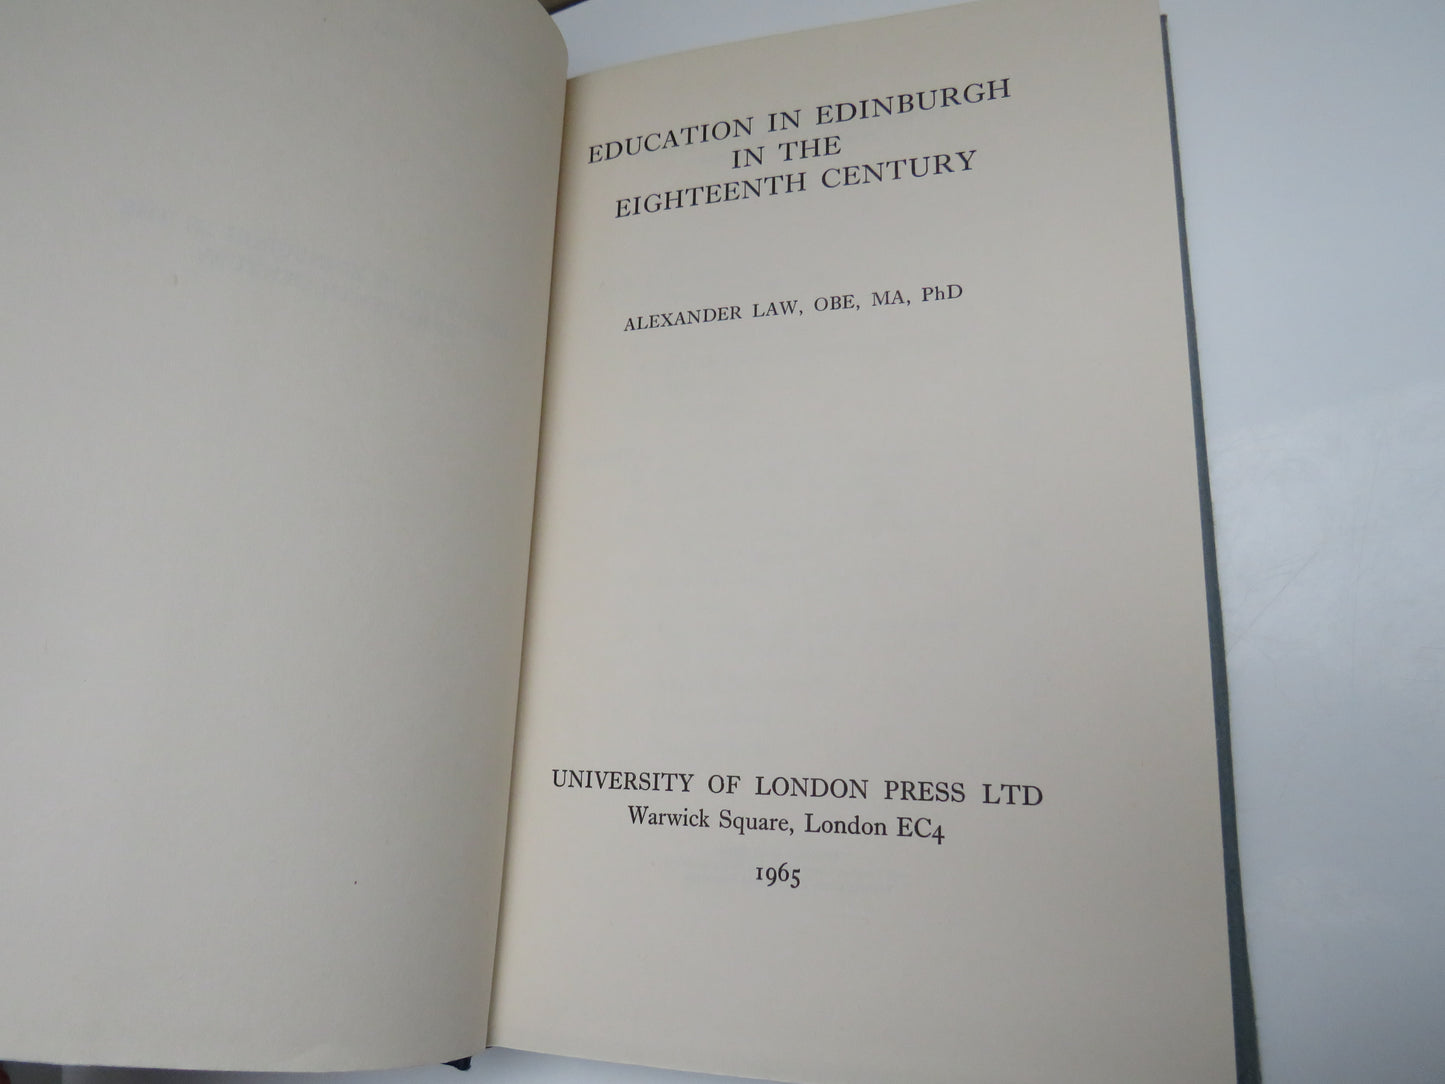 EDUCATION IN EDINBURGH
IN THE
EIGHTEENTH CENTURY
ALEXANDER LAW, OBE, MA, PhD
UNIVERSITY OF LONDON PRESS LTD
Warwick Square, London EC4
1965